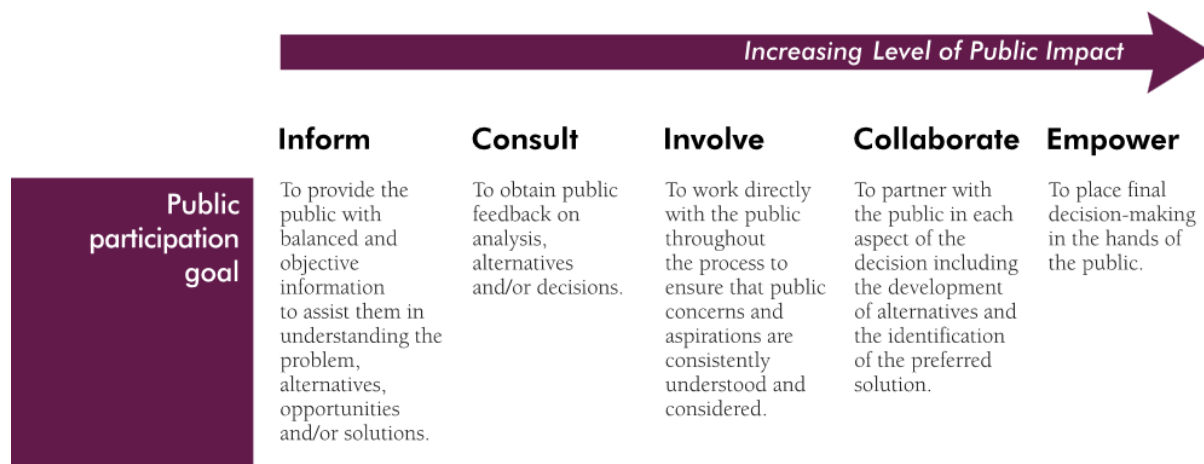 Increasing Level of Public Impact
Inform
Consult
Involve
Collaborate
Empower
Public
participation
goal
To provide the
public with
balanced and
objective
information
to assist them in
understanding the
problem,
alternatives,
opportunities
and/or solutions.
To obtain public
feedback on
analysis,
alternatives
and/or decisions.
To work directly
with the public
throughout
the process to
ensure that public
concerns and
aspirations are
consistently
understood and
considered.
To partner with
the public in each
aspect of the
decision including
the development
of alternatives and
the identification
of the preferred
solution.
To place final
decision-making
in the hands of
the public.